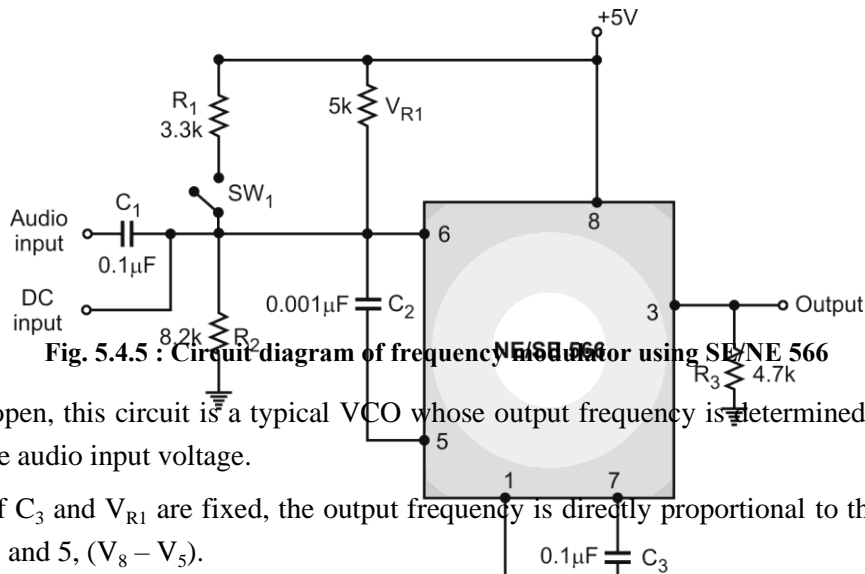 +5V
R1
3.3k
5k VR1
SW1
C1
Audio
input
0.1µF
6
8
DC
input
0.001µF C2
3
Output
8.2k R2
NE/SE 566
Fig. 5.4.5 : Circuit diagram of frequency modulator using SE/NE 566
R3 4.7k
open, this circuit is a typical VCO whose output frequency is determined
e audio input voltage.
5
1
7
f C3 and VR1 are fixed, the output frequency is directly proportional to th
and 5, (V8 – V5).
0.1µF C3